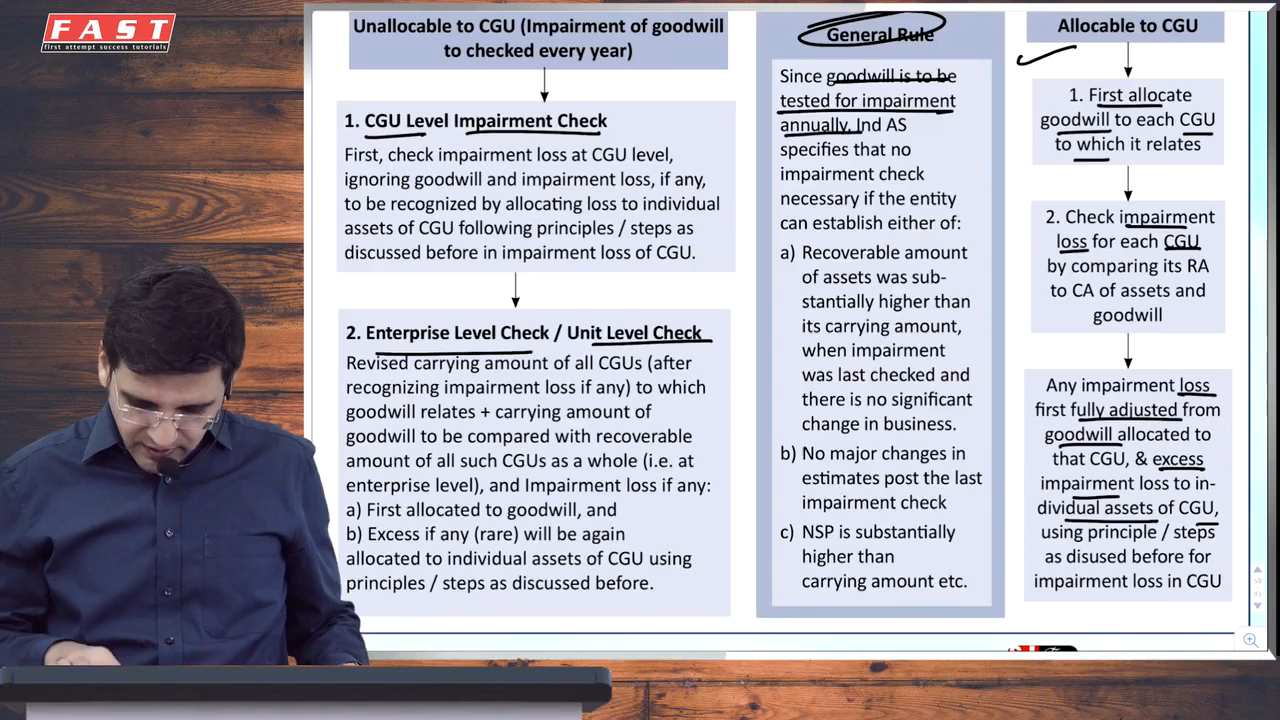 FAST
first attempt success tutorials
Unallocable to CGU (Impairment of goodwill
to checked every year)
1. CGU Level Impairment Check
First, check impairment loss at CGU level,
ignoring goodwill and impairment loss, if any,
to be recognized by allocating loss to individual
assets of CGU following principles / steps as
discussed before in impairment loss of CGU.
2. Enterprise Level Check / Unit Level Check
Revised carrying amount of all CGUs (after
recognizing impairment loss if any) to which
goodwill relates + carrying amount of
goodwill to be compared with recoverable
amount of all such CGUs as a whole (i.e. at
enterprise level), and Impairment loss if any:
a) First allocated to goodwill, and
b) Excess if any (rare) will be again
allocated to individual assets of CGU using
principles / steps as discussed before.
General Rule
Since goodwill is to be
tested for impairment
annually, Ind AS
specifies that no
impairment check
necessary if the entity
can establish either of:
a) Recoverable amount
of assets was sub-
stantially higher than
its carrying amount,
when impairment
was last checked and
there is no significant
change in business.
b) No major changes in
estimates post the last
impairment check
c) NSP is substantially
higher than
carrying amount etc.
Allocable to CGU
1. First allocate
goodwill to each CGU
to which it relates
2. Check impairment
loss for each CGU
by comparing its RA
to CA of assets and
goodwill
Any impairment loss
first fully adjusted from
goodwill allocated to
that CGU, & excess
impairment loss to in-
dividual assets of CGU,
using principle / steps
as disused before for
impairment loss in CGU